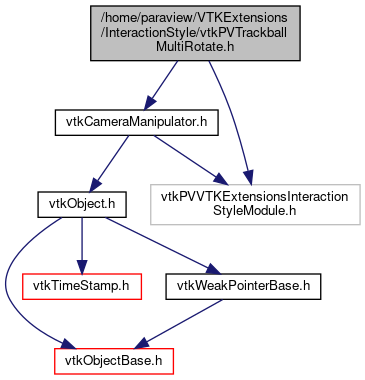 /home/paraview/VTKExtensions
/InteractionStyle/vtkPVTrackball
MultiRotate.h
vtkCameraManipulator.h
vtkObject.h
vtkPVVTKExtensionsInteraction
StyleModule.h
vtkTimeStamp.h
vtkWeakPointerBase.h
vtkObjectBase.h